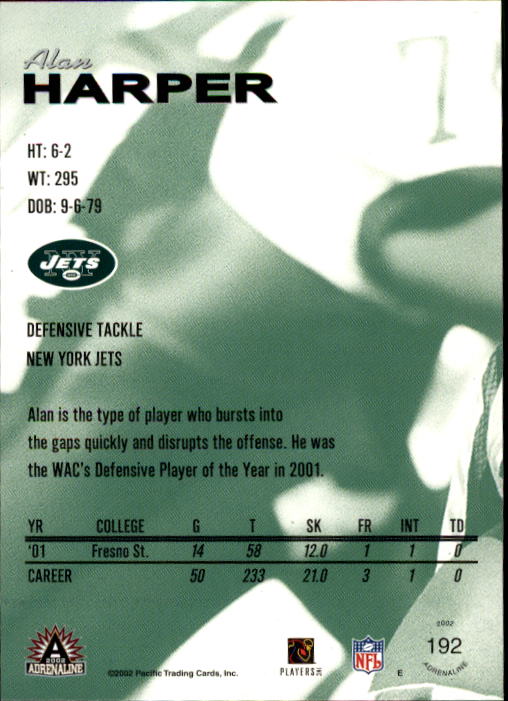 Alan
HARPER
HT: 6-2
WT: 295
DOB: 9-6-79
NY
JETS
DEFENSIVE TACKLE
NEW YORK JETS
Alan is the type of player who bursts into
the gaps quickly and disrupts the offense. He was
the WAC's Defensive Player of the Year in 2001.
YR COLLEGE G T SK FR INT TD
'01 Fresno St. 14 58 12.0 1 1 0
CAREER 50 233 21.0 3 1 0
A
2002
ADRENALINE
©2002 Pacific Trading Cards, Inc.
PLAYERS INC
NFL
E
2002
192
ADRENALINE